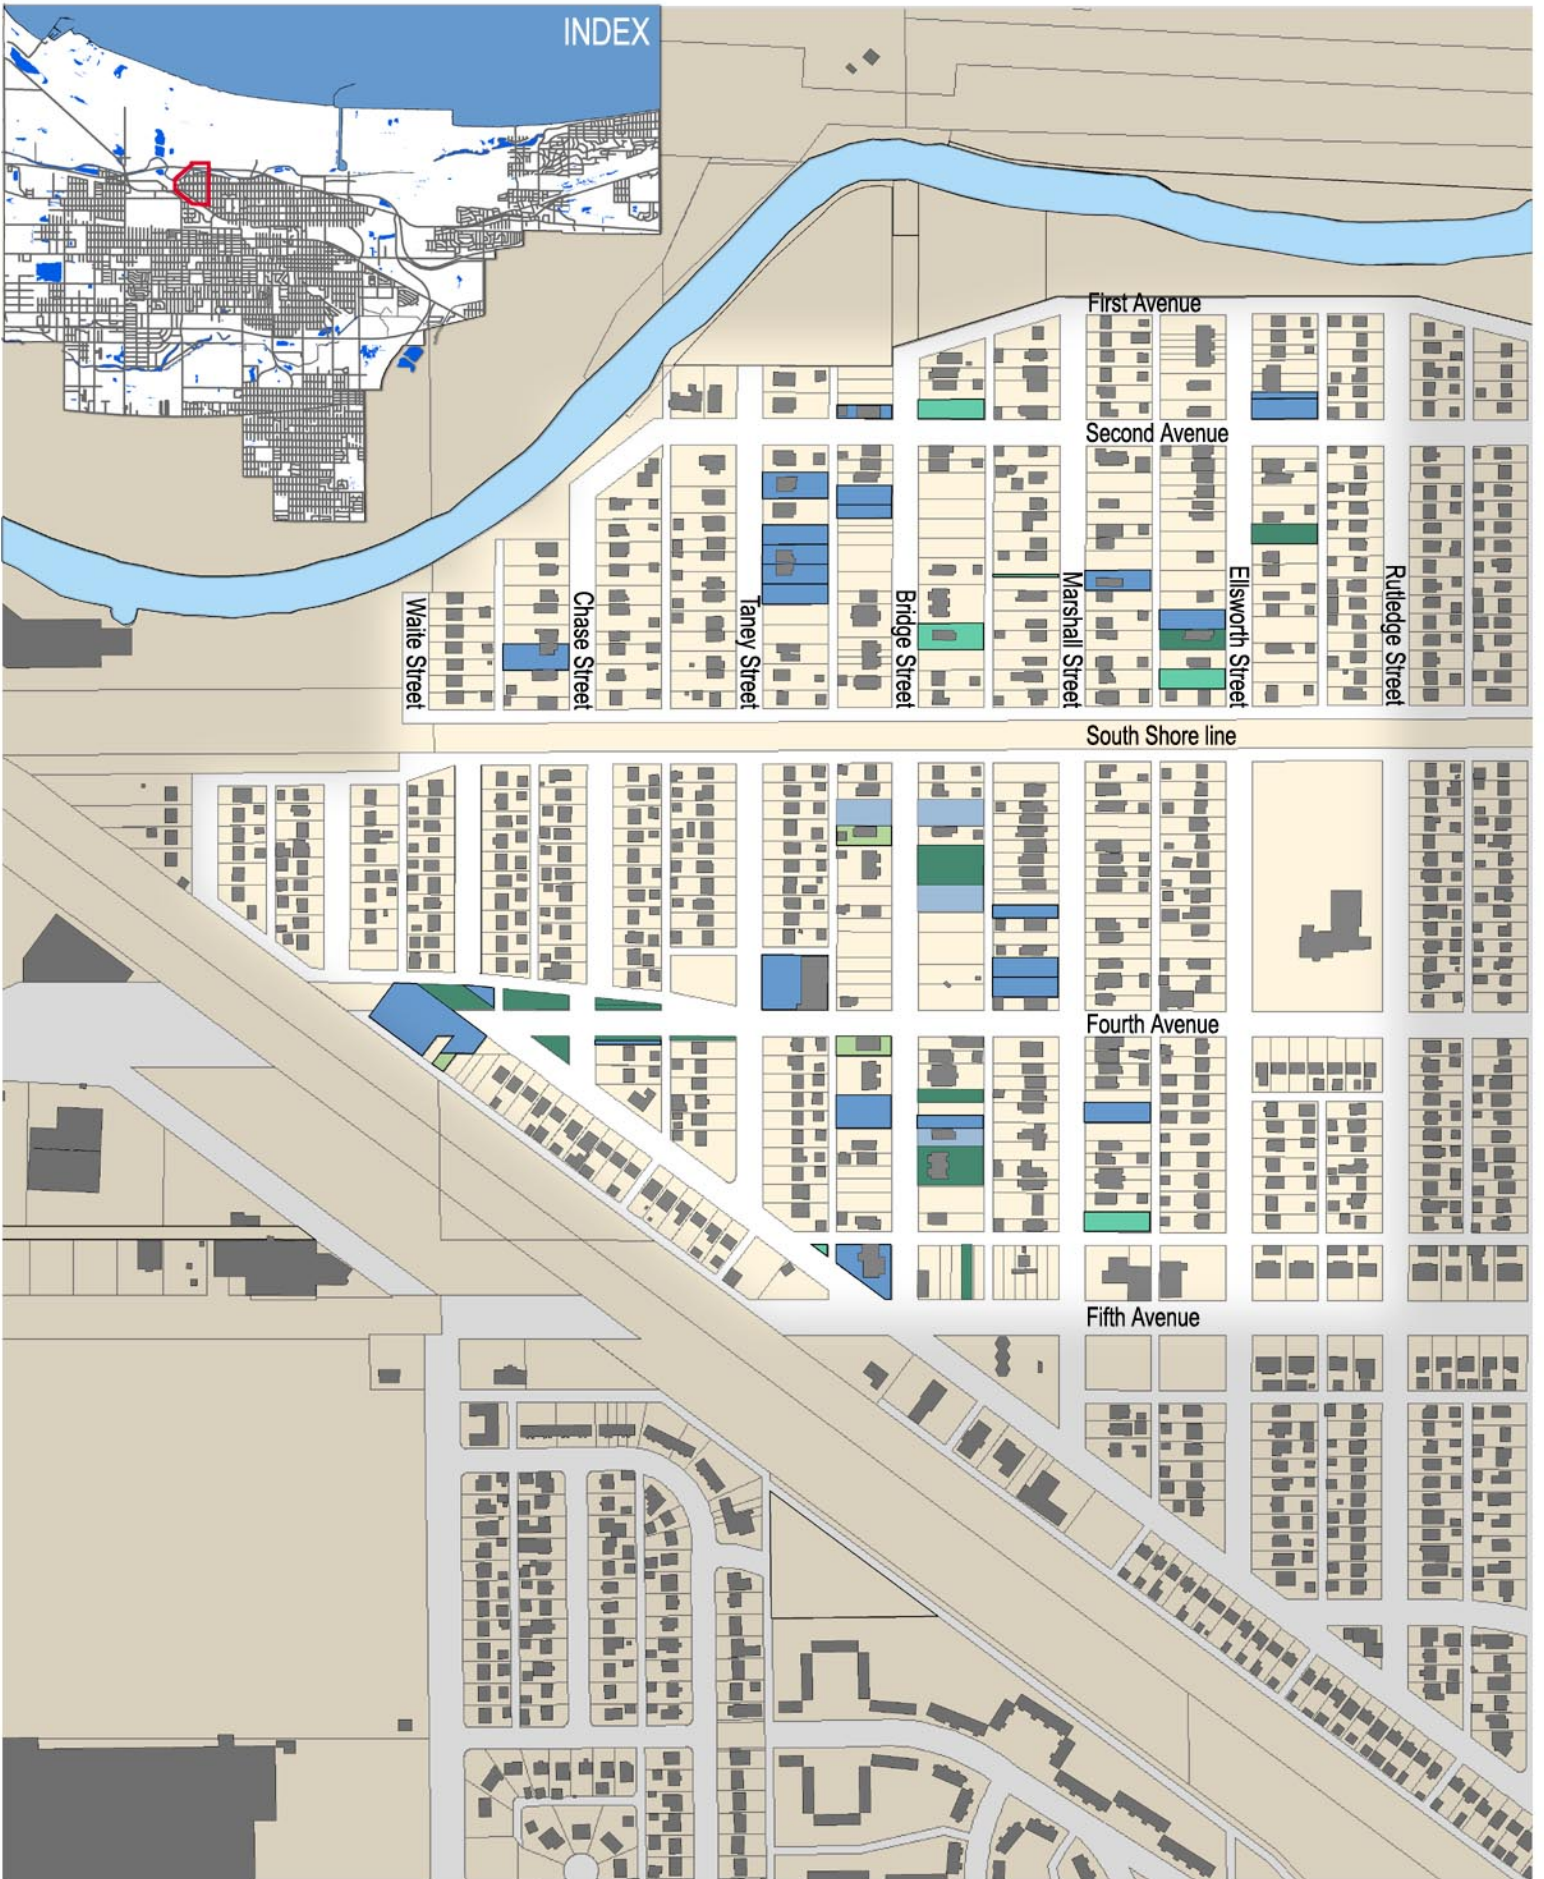 INDEX
First Avenue
Second Avenue
Waite Street
Chase Street
Taney Street
Bridge Street
Marshall Street
Ellsworth Street
Rutledge Street
South Shore line
Fourth Avenue
Fifth Avenue